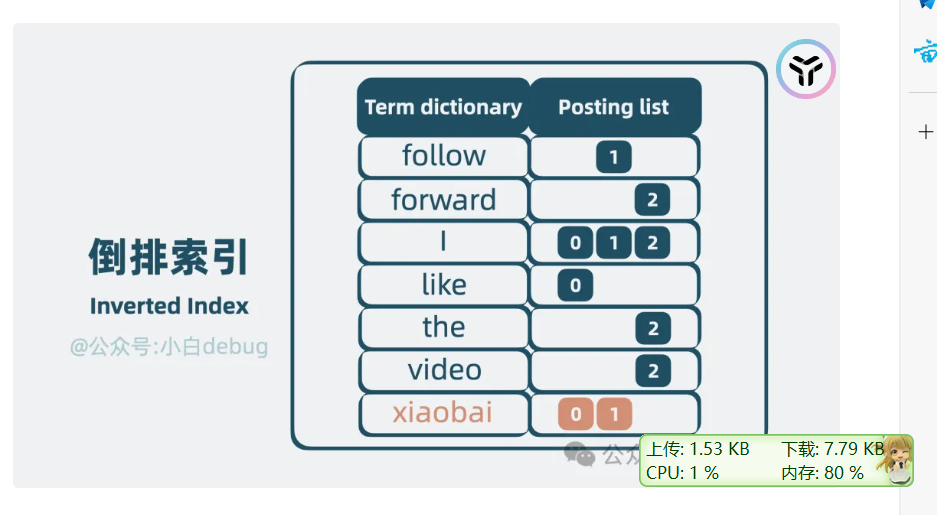 Term dictionary Posting list
follow 1
forward 2
I 0 1 2
倒排索引
like 0
Inverted Index
the 2
@公众号:小白debug
video 2
xiaobai 0 1
公众
上传: 1.53 KB 下载: 7.79 KB
CPU: 1 % 内存: 80 %